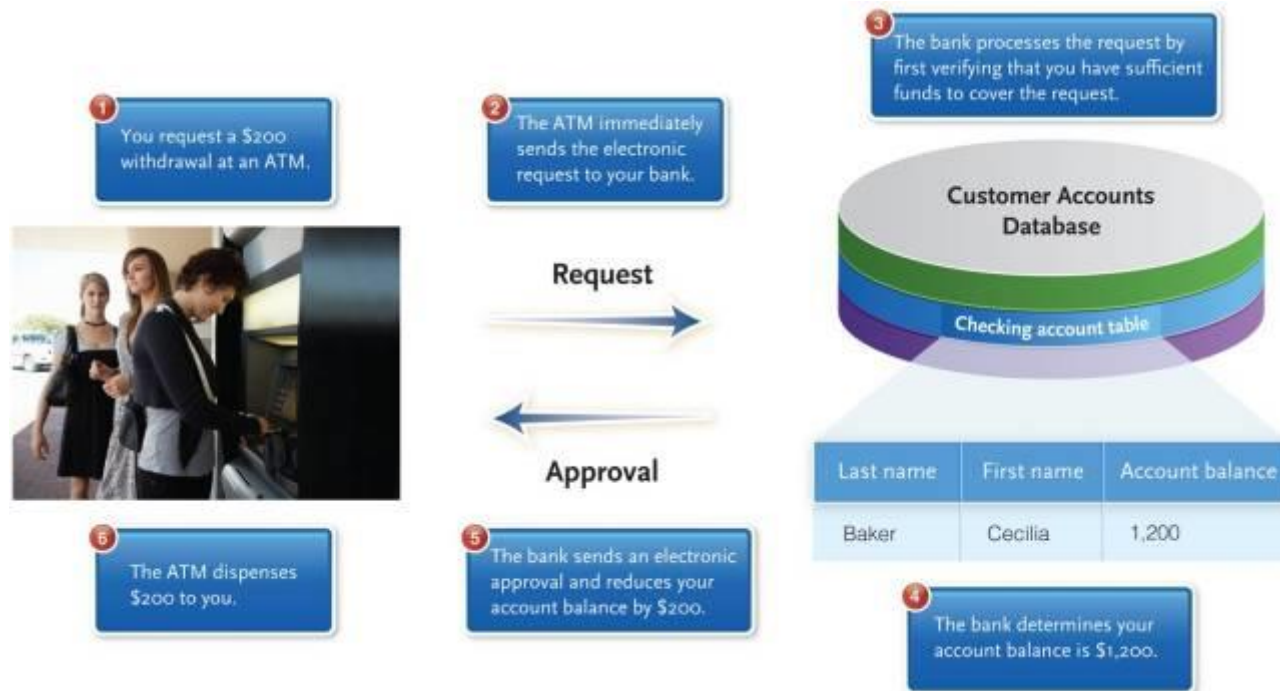 1
You request a $200
withdrawal at an ATM.
2
The ATM immediately
sends the electronic
request to your bank.
3
The bank processes the request by
first verifying that you have sufficient
funds to cover the request.
Customer Accounts
Database
Checking account table
Request
Approval
Last name First name Account balance
Baker Cecilia 1,200
4
The bank determines your
account balance is $1,200.
5
The bank sends an electronic
approval and reduces your
account balance by $200.
6
The ATM dispenses
$200 to you.